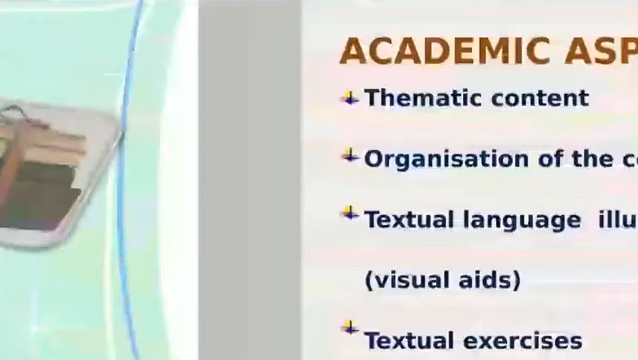 ACADEMIC ASP
Thematic content
Organisation of the c
Textual language illu
(visual aids)
Textual exercises